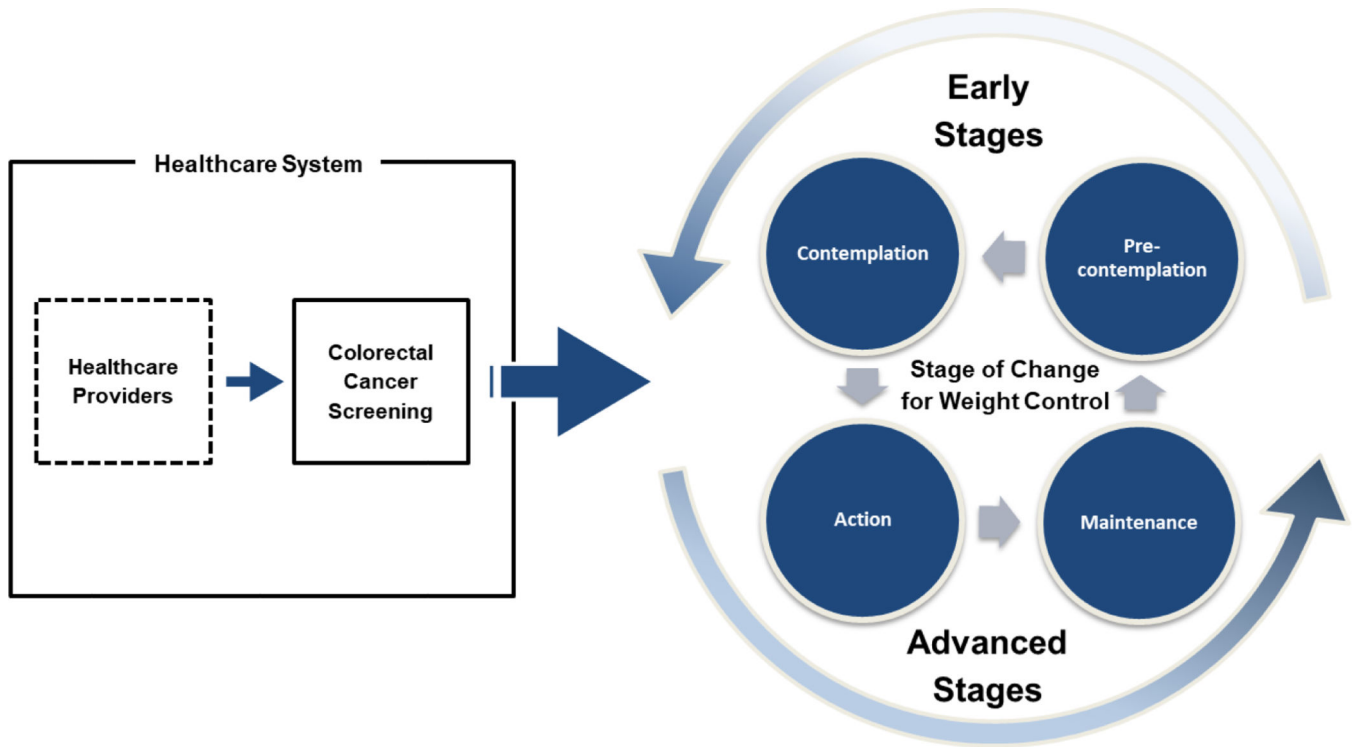 Healthcare System
Healthcare
Providers
Colorectal
Cancer
Screening
Early
Stages
Contemplation
Pre-
contemplation
Stage of Change
for Weight Control
Action
Maintenance
Advanced
Stages